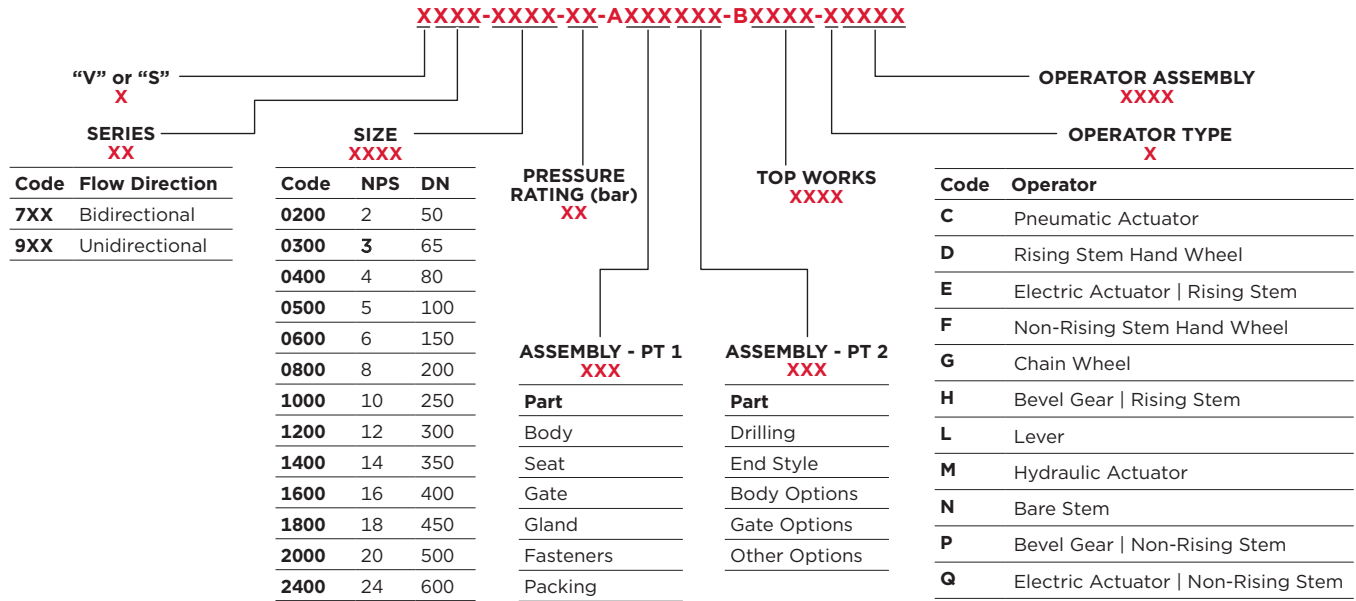 XXXX-XXXX-XX-AXXXXXX-BXXXX-XXXXX
“V” or “S”
X
SERIES
XX
Code Flow Direction
7XX Bidirectional
9XX Unidirectional
SIZE
XXXX
Code NPS DN
0200 2 50
0300 3 65
0400 4 80
0500 5 100
0600 6 150
0800 8 200
1000 10 250
1200 12 300
1400 14 350
1600 16 400
1800 18 450
2000 20 500
2400 24 600
PRESSURE
RATING (bar)
XX
ASSEMBLY - PT 1
XXX
Part
Body
Seat
Gate
Gland
Fasteners
Packing
TOP WORKS
XXXX
ASSEMBLY - PT 2
XXX
Part
Drilling
End Style
Body Options
Gate Options
Other Options
OPERATOR ASSEMBLY
XXXX
OPERATOR TYPE
X
Code Operator
C Pneumatic Actuator
D Rising Stem Hand Wheel
E Electric Actuator | Rising Stem
F Non-Rising Stem Hand Wheel
G Chain Wheel
H Bevel Gear | Rising Stem
L Lever
M Hydraulic Actuator
N Bare Stem
P Bevel Gear | Non-Rising Stem
Q Electric Actuator | Non-Rising Stem